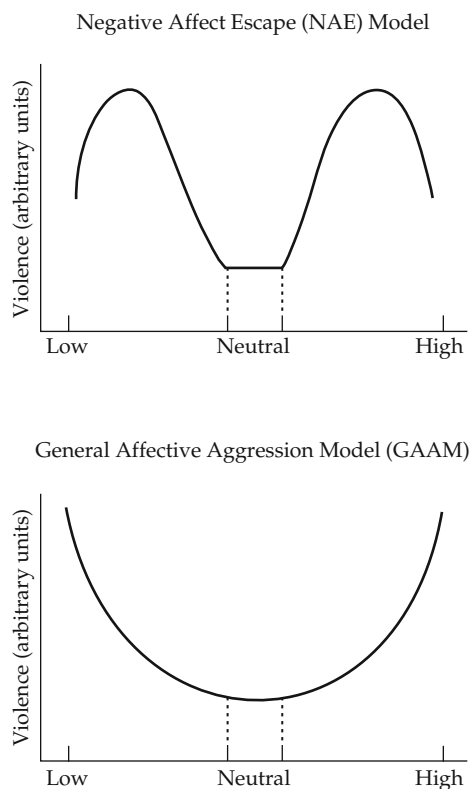 Negative Affect Escape (NAE) Model
Violence (arbitrary units)
Low Neutral High
General Affective Aggression Model (GAAM)
Violence (arbitrary units)
Low Neutral High